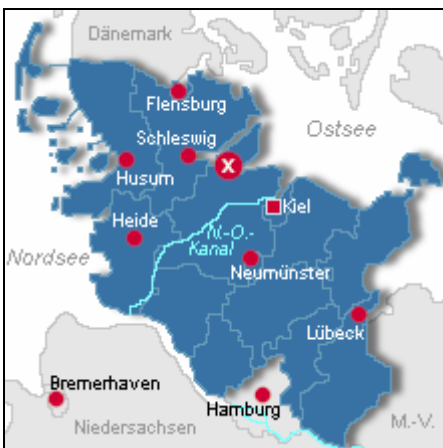 Dänemark
Flensburg
Ostsee
Schleswig
X
Husum
Kiel
Heide
N.-O.-
Kanal
Nordsee
Neumünster
Lübeck
Bremerhaven
Hamburg
Niedersachsen
M.-V.